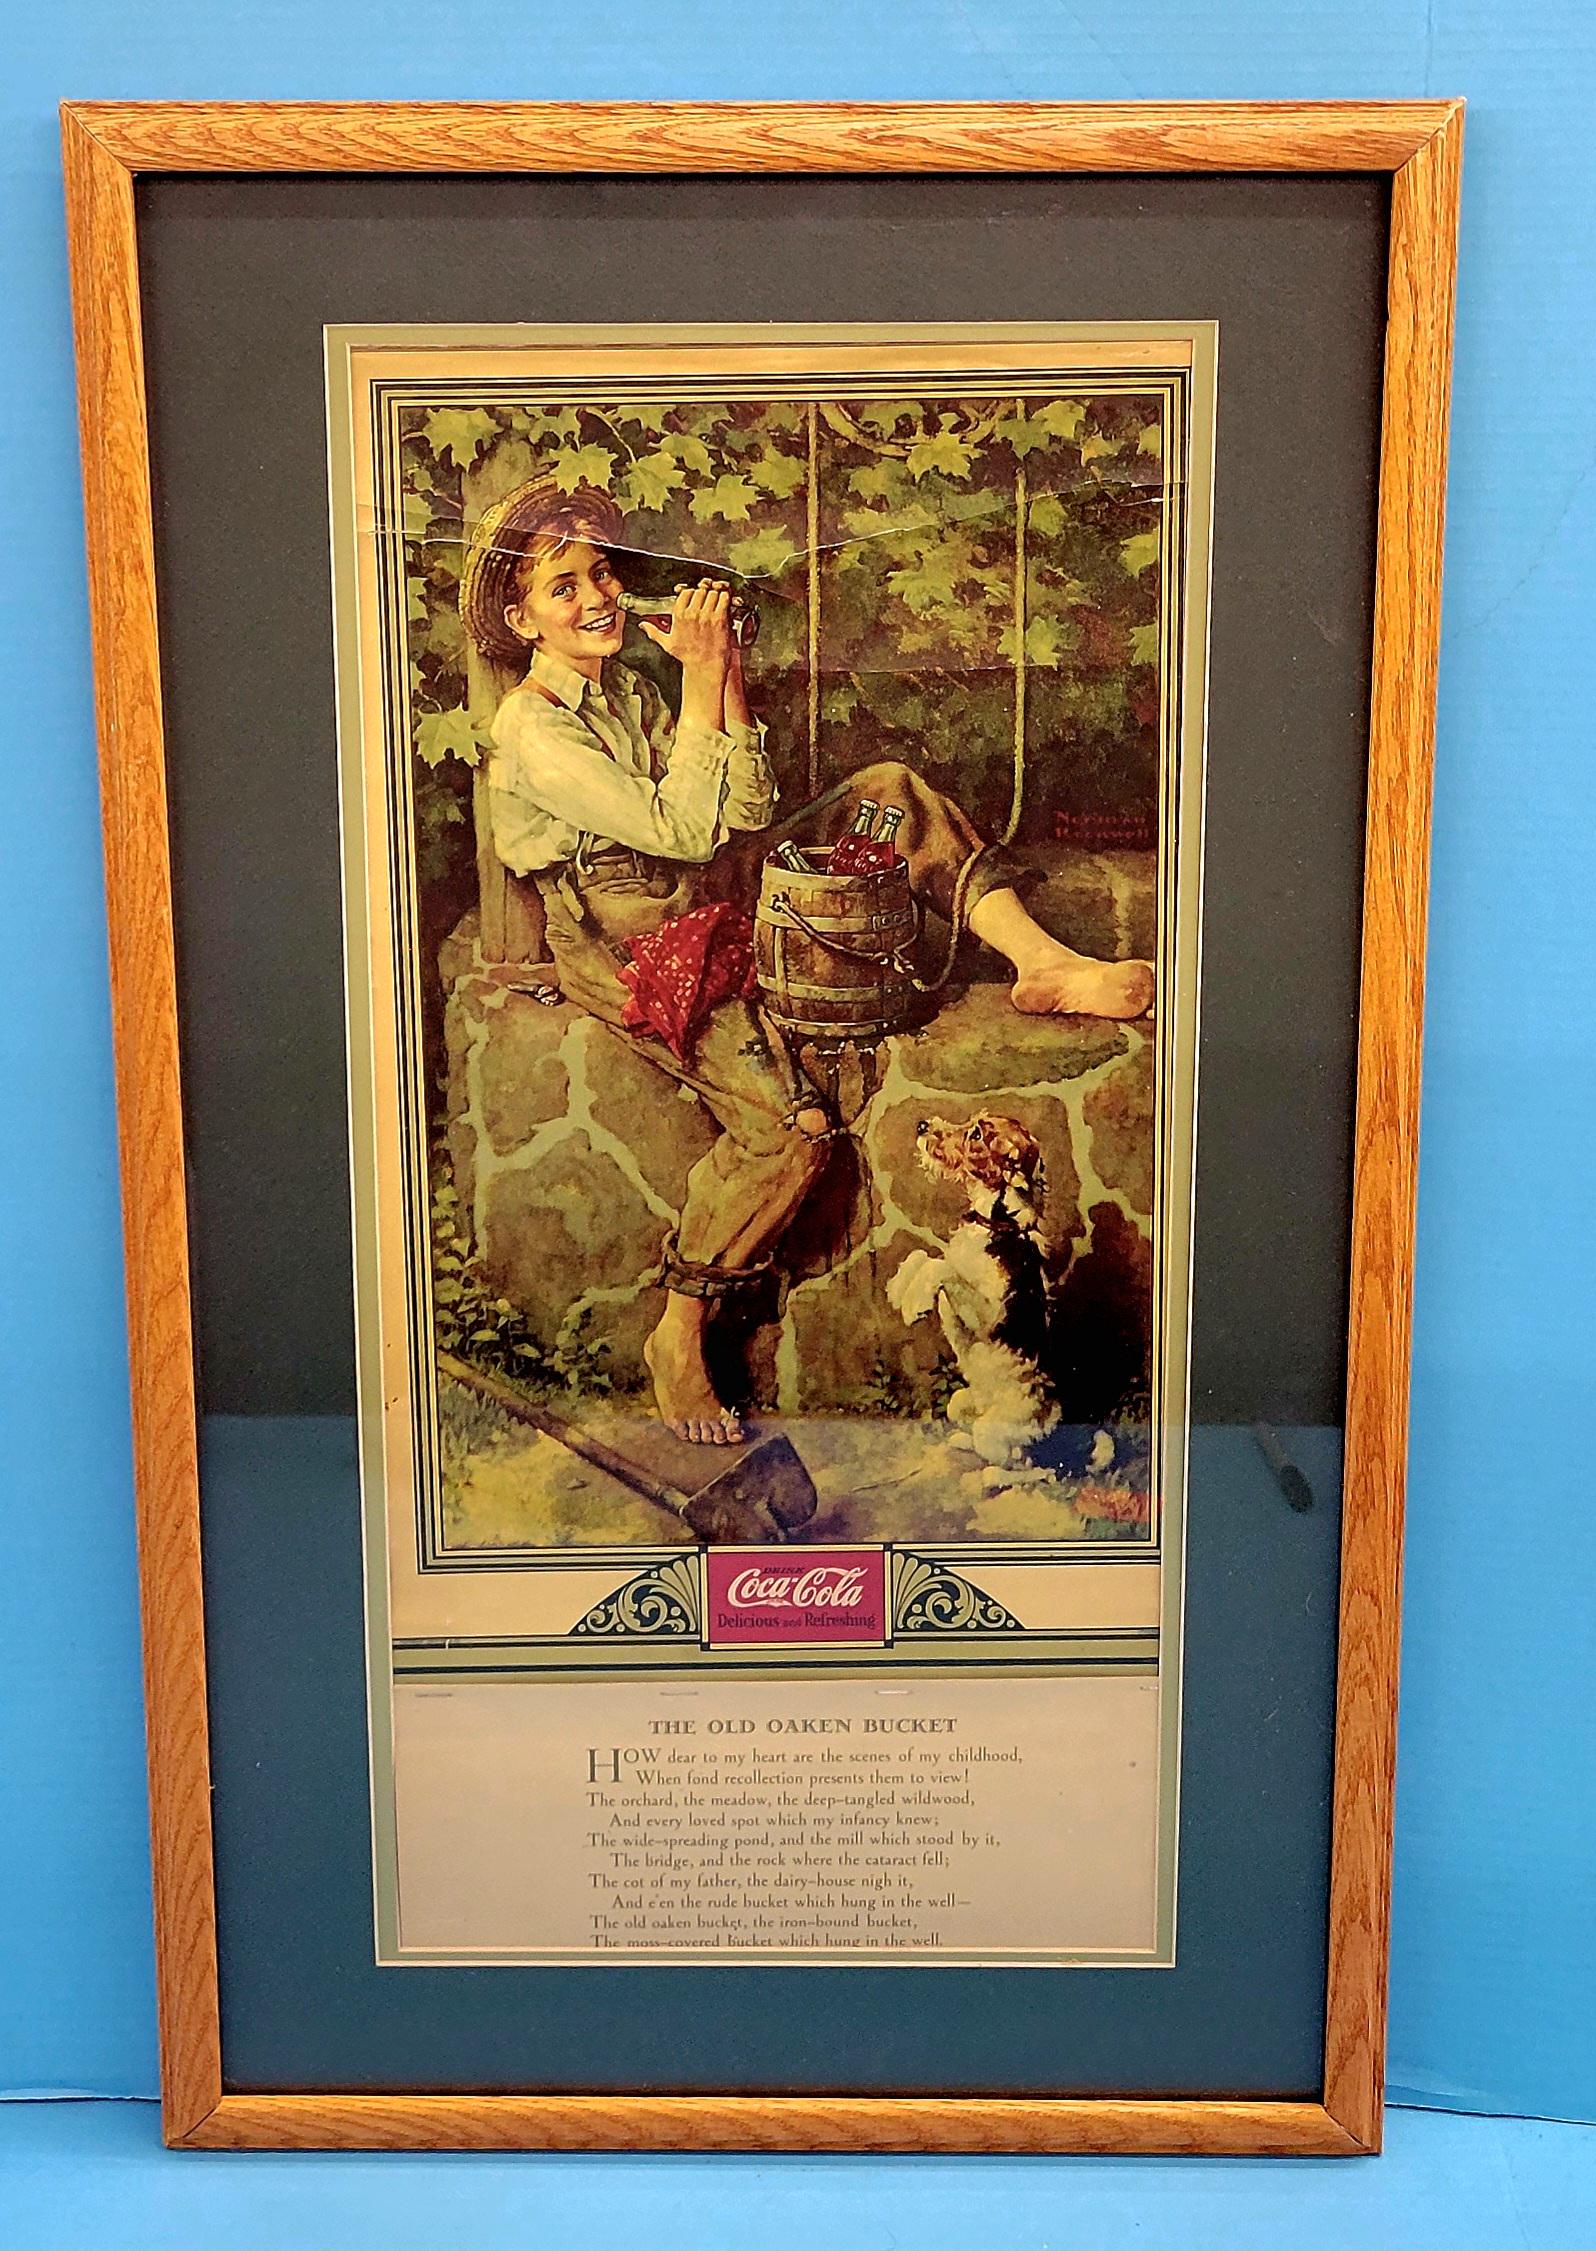 Norman
Rockwell
DRINK
Coca-Cola
Delicious and Refreshing
THE OLD OAKEN BUCKET
HOW dear to my heart are the scenes of my childhood,
When fond recollection presents them to view!
The orchard, the meadow, the deep-tangled wildwood,
And every loved spot which my infancy knew;
The wide-spreading pond, and the mill which stood by it,
The bridge, and the rock where the cataract fell;
The cot of my father, the dairy-house nigh it,
And e'en the rude bucket which hung in the well—
The old oaken bucket, the iron-bound bucket,
The moss-covered bucket which hung in the well.